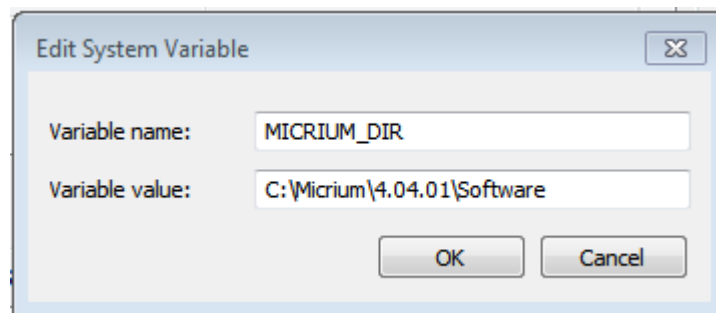 Edit System Variable
Variable name: MICRIUM_DIR
Variable value: C:\Micrium\4.04.01\Software
OK Cancel